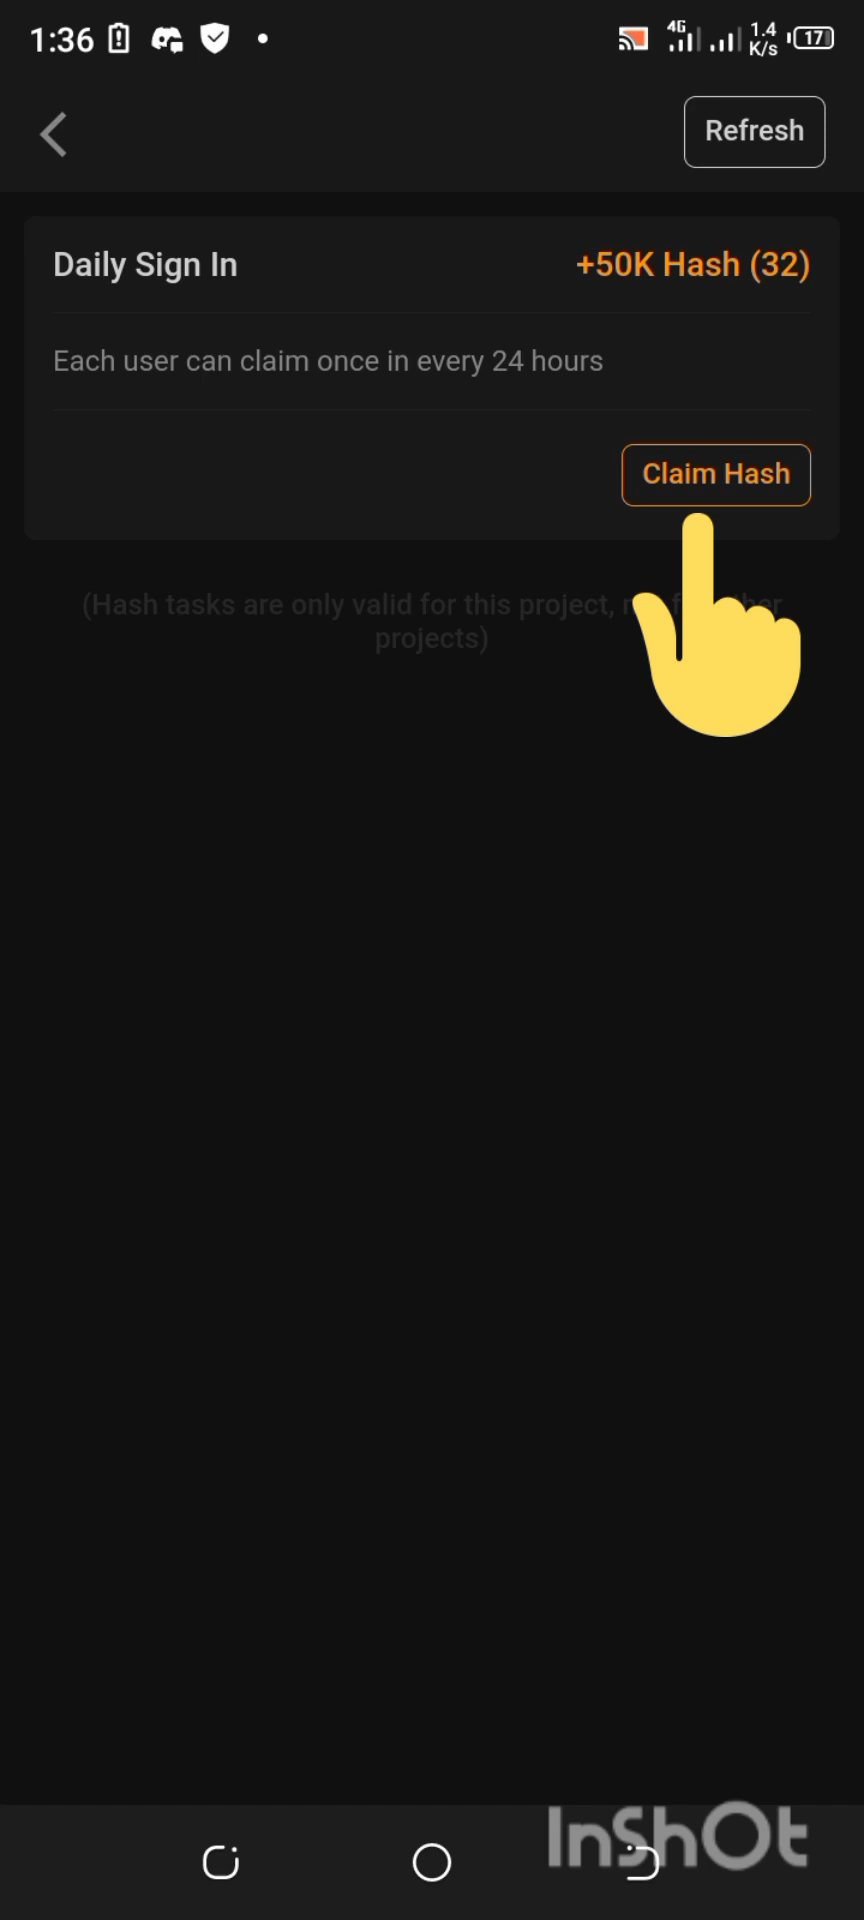 1:36
4G
1.4
K/s
17
Refresh
Daily Sign In
+50K Hash (32)
Each user can claim once in every 24 hours
Claim Hash
(Hash tasks are only valid for this project,
projects)
InShOt